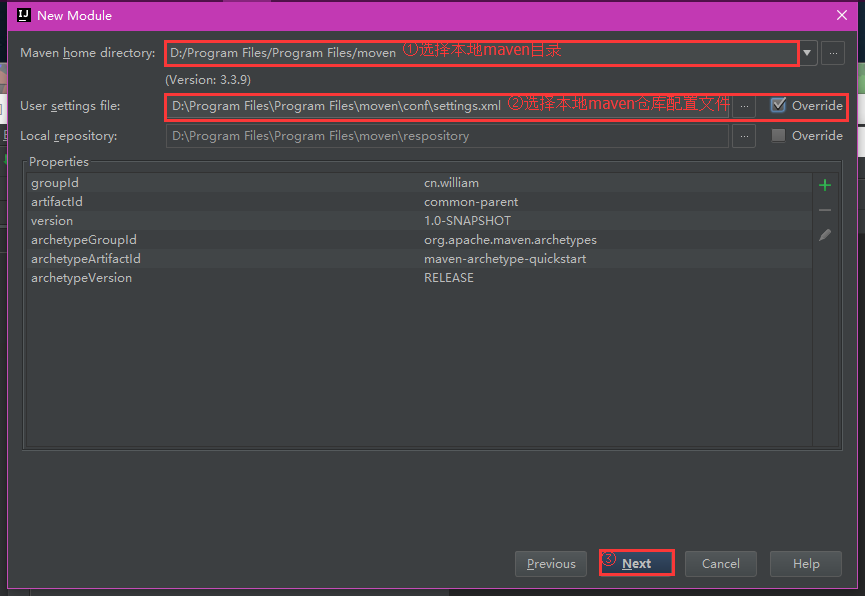 New Module
Maven home directory: D:/Program Files/Program Files/moven ①选择本地maven目录
(Version: 3.3.9)
User settings file: D:\Program Files\Program Files\moven\conf\settings.xml ②选择本地maven仓库配置文件 ... Override
Local repository: D:\Program Files\Program Files\moven\respository ... Override
Properties
groupId cn.william
artifactId common-parent
version 1.0-SNAPSHOT
archetypeGroupId org.apache.maven.archetypes
archetypeArtifactId maven-archetype-quickstart
archetypeVersion RELEASE
Previous ③ Next Cancel Help